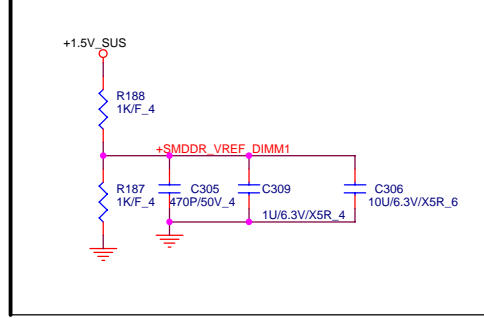 +1.5V_SUS
R188
1K/F_4
+SMDDR_VREF_DIMM1
R187
1K/F_4
C305
470P/50V_4
C309
1U/6.3V/X5R_4
C306
10U/6.3V/X5R_6